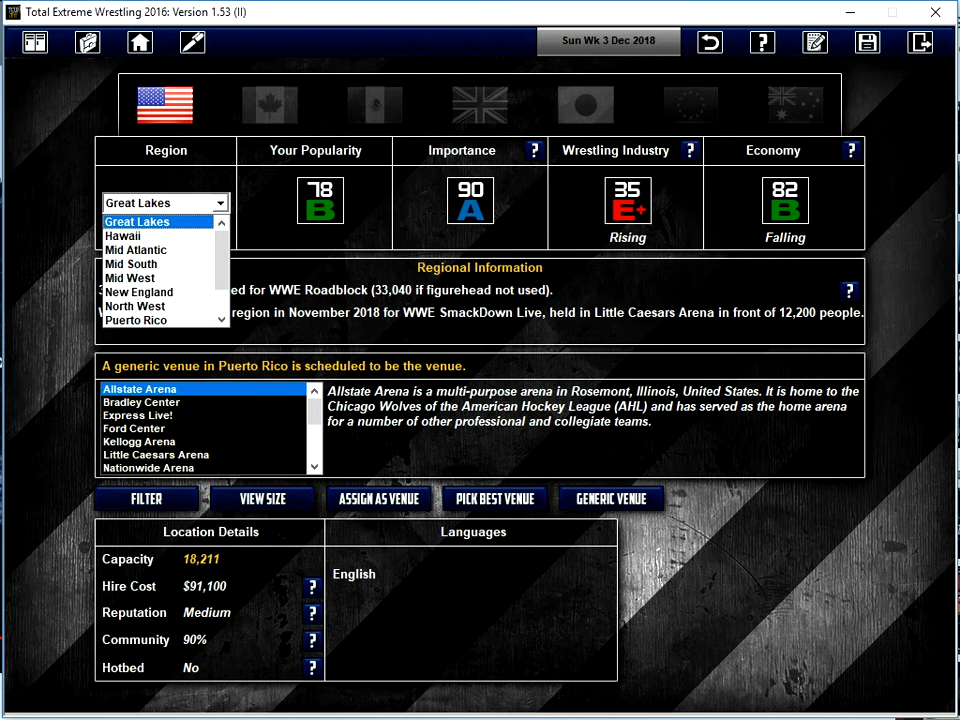 Total Extreme Wrestling 2016: Version 1.53 (II)
Sun Wk 3 Dec 2018
Region
Your Popularity
Importance
?
Wrestling Industry
?
Economy
?
Great Lakes
78
B
90
A
35
E+
Rising
82
B
Falling
Great Lakes
Hawaii
Mid Atlantic
Mid South
Mid West
New England
North West
Puerto Rico
Regional Information
ed for WWE Roadblock (33,040 if figurehead not used).
?
region in November 2018 for WWE SmackDown Live, held in Little Caesars Arena in front of 12,200 people.
A generic venue in Puerto Rico is scheduled to be the venue.
Allstate Arena
Bradley Center
Express Live!
Ford Center
Kellogg Arena
Little Caesars Arena
Nationwide Arena
Allstate Arena is a multi-purpose arena in Rosemont, Illinois, United States. It is home to the
Chicago Wolves of the American Hockey League (AHL) and has served as the home arena
for a number of other professional and collegiate teams.
FILTER
VIEW SIZE
ASSIGN AS VENUE
PICK BEST VENUE
GENERIC VENUE
Location Details
Languages
Capacity 18,211
Hire Cost $91,100 ?
Reputation Medium ?
Community 90% ?
Hotbed No ?
English